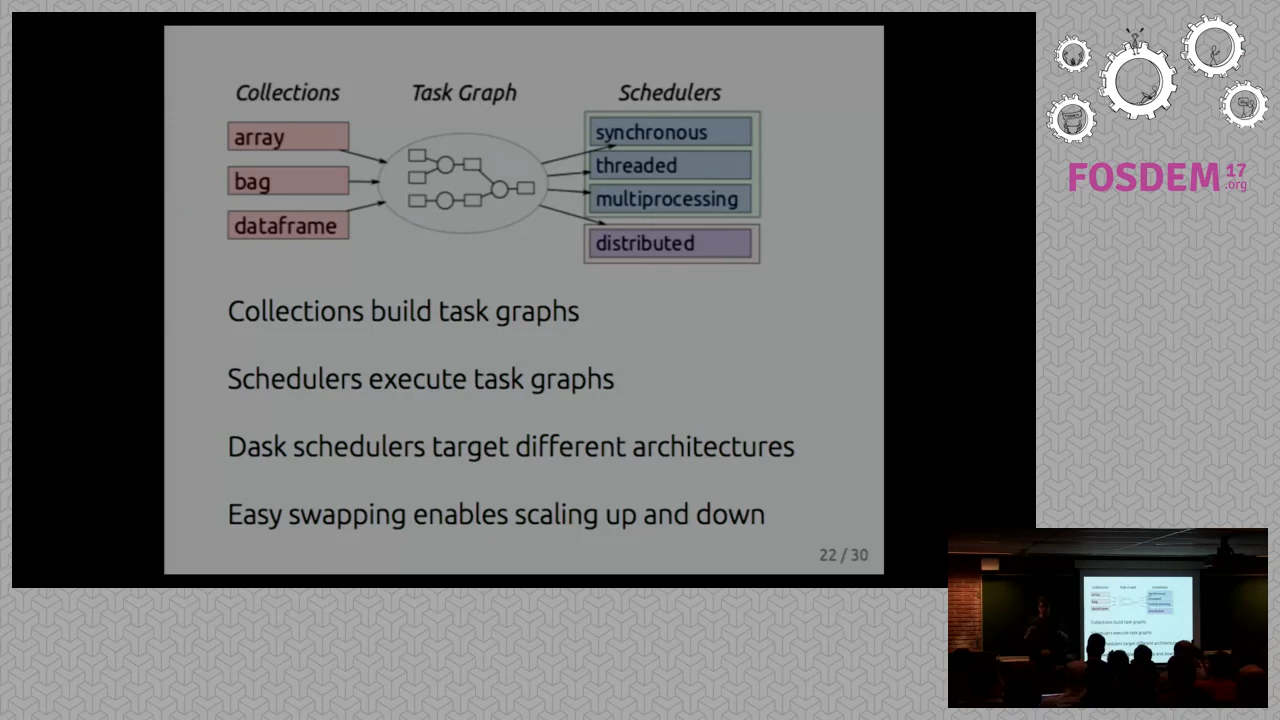 Collections Task Graph Schedulers
array
bag
dataframe
synchronous
threaded
multiprocessing
distributed
Collections build task graphs
Schedulers execute task graphs
Dask schedulers target different architectures
Easy swapping enables scaling up and down
22 / 30
FOSDEM 17
.org